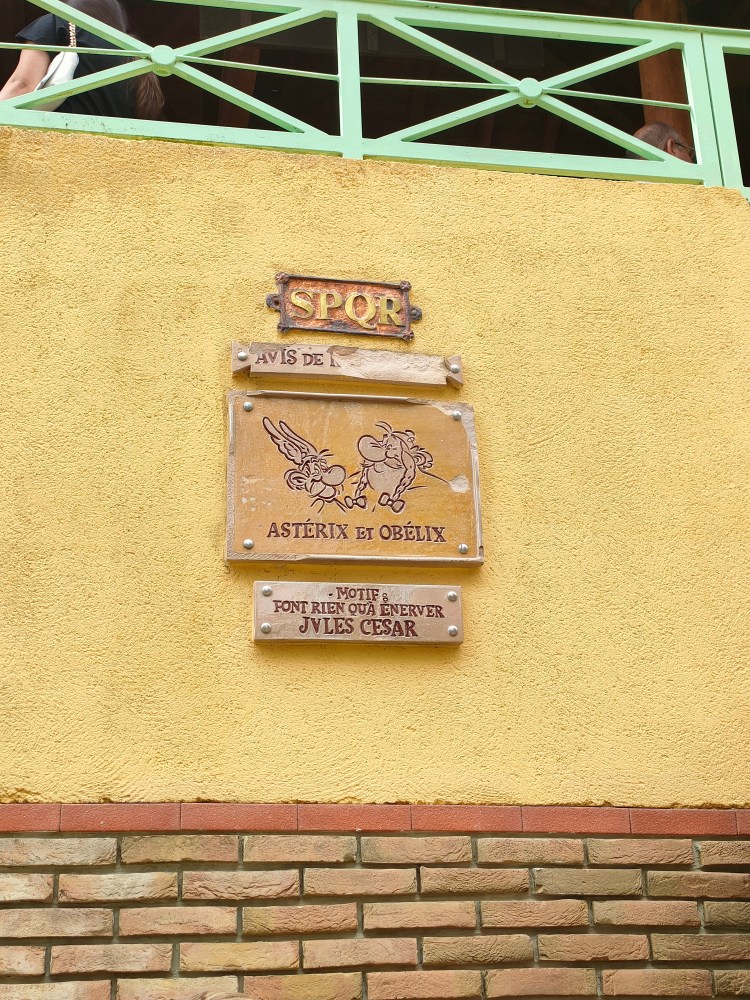 SPQR
AVIS DE
ASTÉRIX ET OBÉLIX
- MOTIF :
FONT RIEN QU'À ÉNERVER
JVLES CESAR